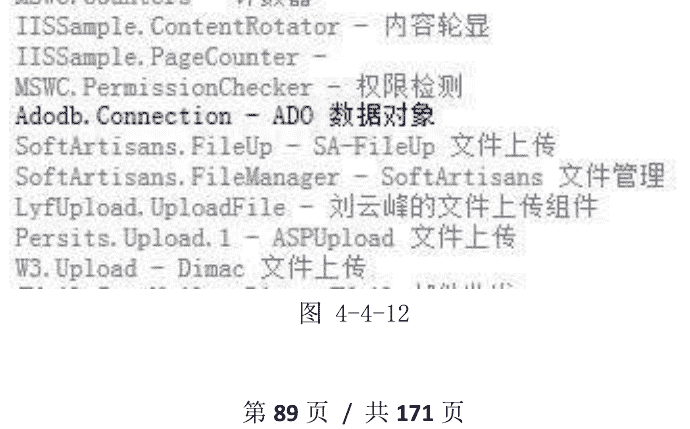 IISSample.ContentRotator - 内容轮显
IISSample.PageCounter -
MSWC.PermissionChecker - 权限检测
Adodb.Connection - ADO 数据对象
SoftArtisans.FileUp - SA-FileUp 文件上传
SoftArtisans.FileManager - SoftArtisans 文件管理
LyfUpload.UploadFile - 刘云峰的文件上传组件
Persits.Upload.1 - ASPUpload 文件上传
W3.Upload - Dimac 文件上传
图 4-4-12
第 89 页 / 共 171 页